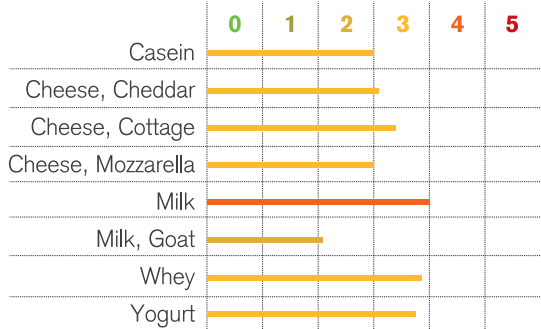 0 1 2 3 4 5
Casein
Cheese, Cheddar
Cheese, Cottage
Cheese, Mozzarella
Milk
Milk, Goat
Whey
Yogurt